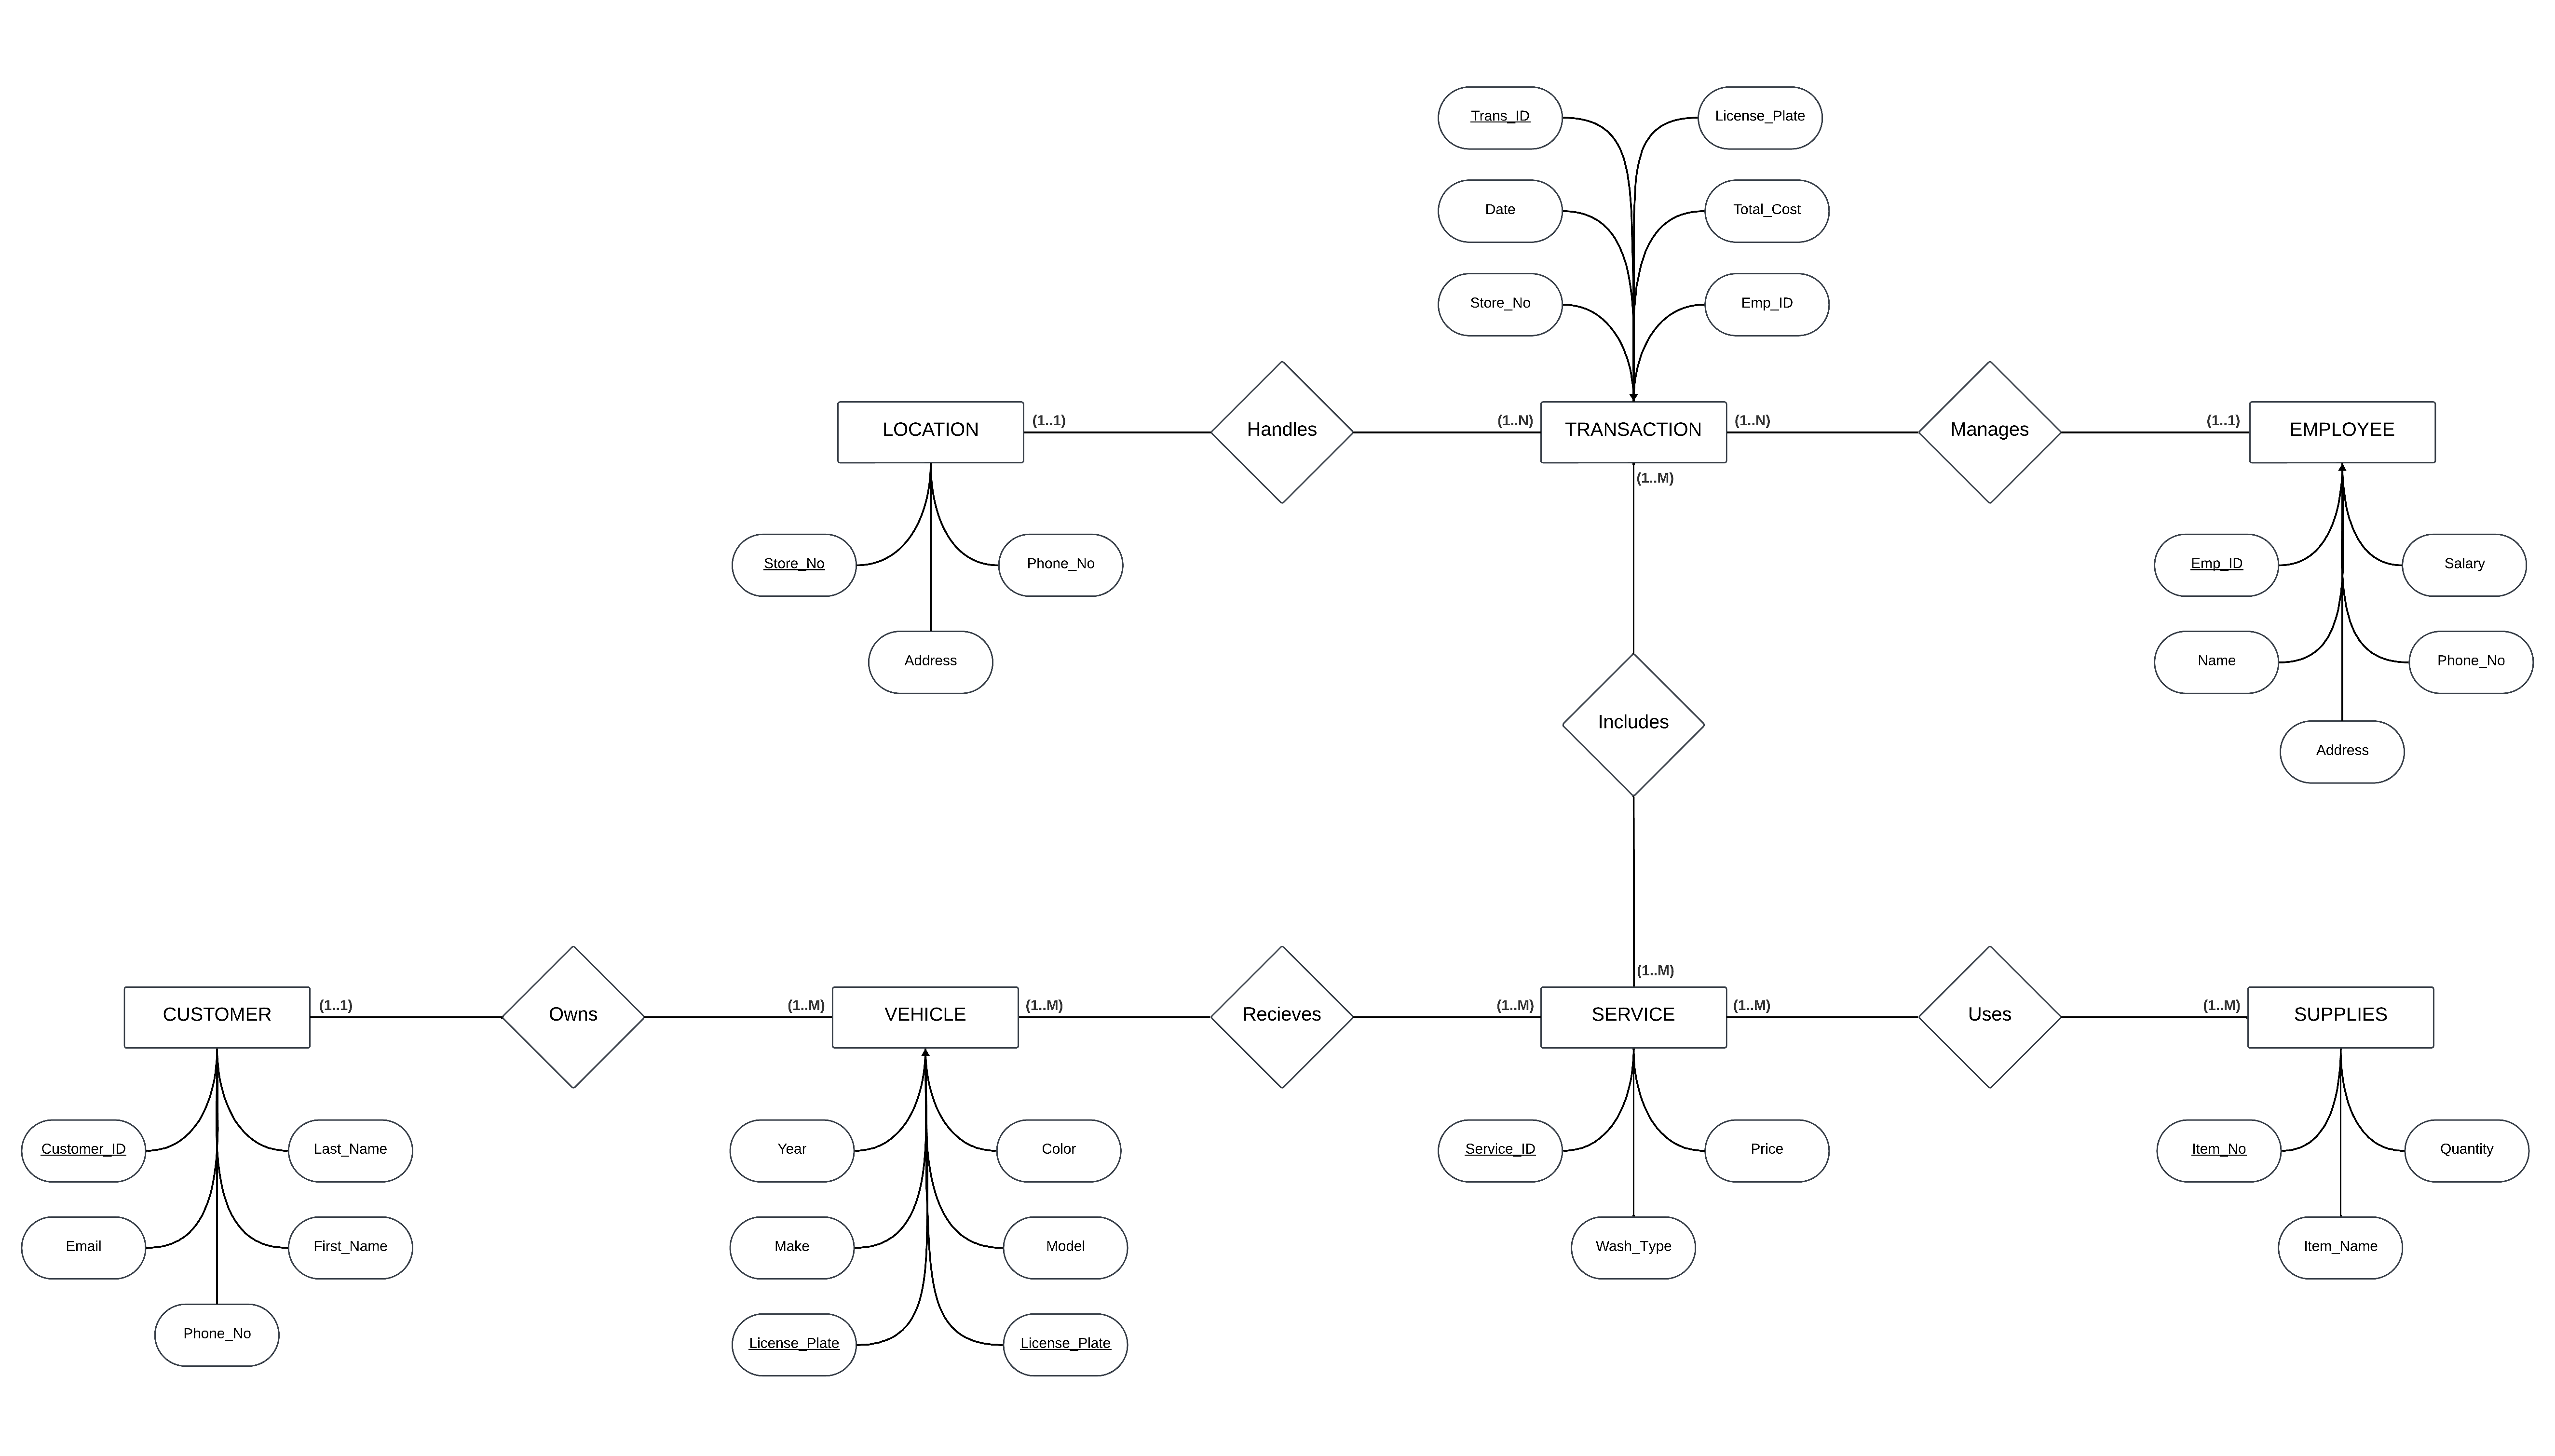 Trans_ID
License_Plate
Date
Total_Cost
Store_No
Emp_ID
LOCATION
(1..1)
Handles
(1..N)
TRANSACTION
(1..N)
Manages
(1..1)
EMPLOYEE
(1..M)
Store_No
Phone_No
Address
Emp_ID
Salary
Name
Phone_No
Address
Includes
(1..M)
CUSTOMER
(1..1)
Owns
(1..M)
VEHICLE
(1..M)
Recieves
(1..M)
SERVICE
(1..M)
Uses
(1..M)
SUPPLIES
Customer_ID
Last_Name
Email
First_Name
Phone_No
Year
Color
Make
Model
License_Plate
License_Plate
Service_ID
Price
Wash_Type
Item_No
Quantity
Item_Name